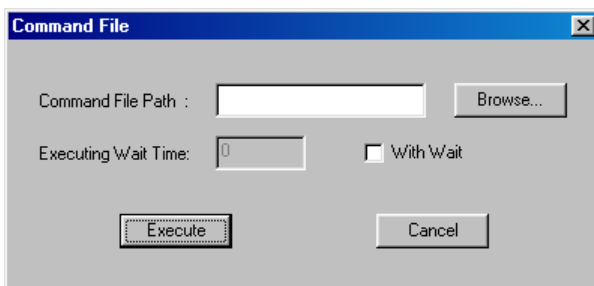 Command File
Command File Path : Browse...
Executing Wait Time: 0 With Wait
Execute Cancel